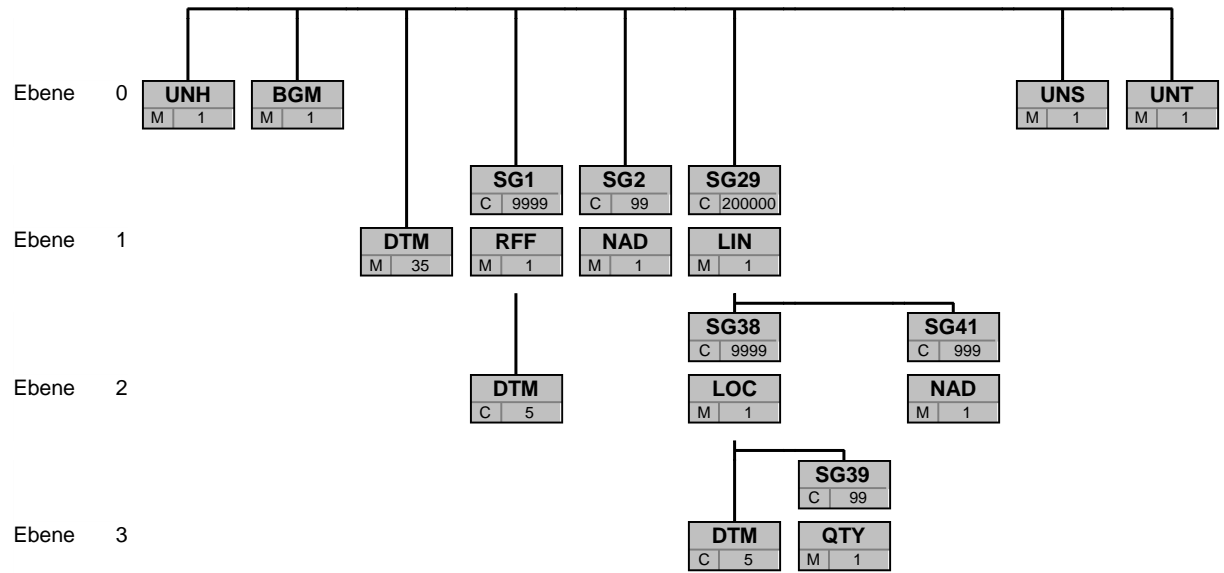 Ebene 0 UNH BGM UNS UNT
M 1 M 1 M 1 M 1
SG1 SG2 SG29
C 9999 C 99 C 200000
Ebene 1 DTM RFF NAD LIN
M 35 M 1 M 1 M 1
SG38 SG41
C 9999 C 999
Ebene 2 DTM LOC NAD
C 5 M 1 M 1
SG39
C 99
Ebene 3 DTM QTY
C 5 M 1